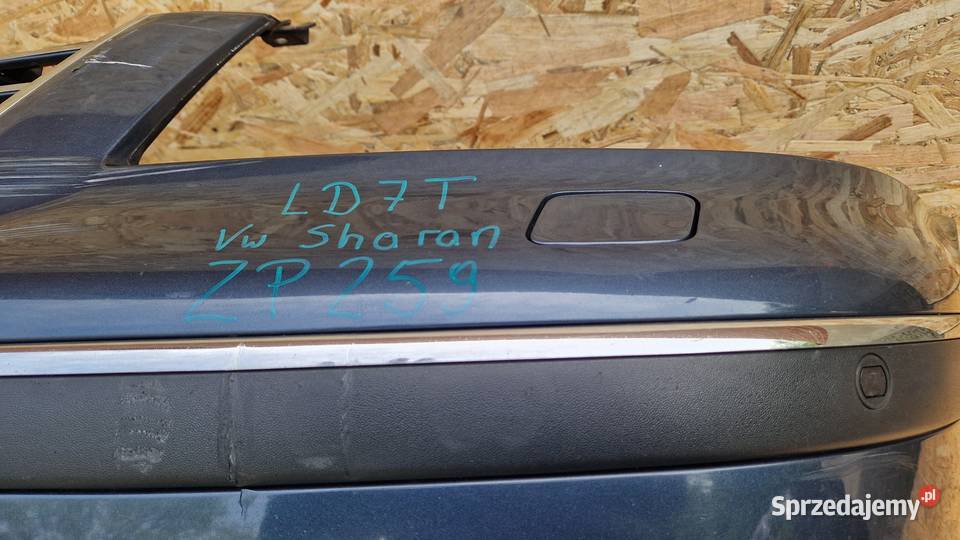 LD7T
VW Sharan
ZP259
Sprzedajemy.pl